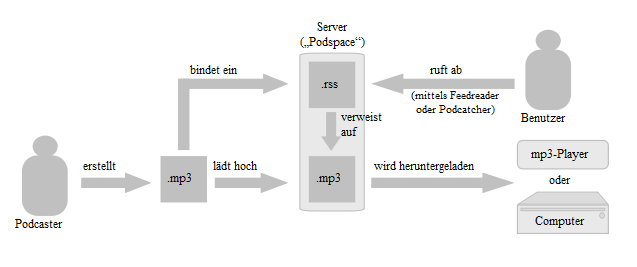 Server
(„Podspace“)
bindet ein
.rss
ruft ab
(mittels Feedreader
oder Podcatcher)
Benutzer
verweist
auf
erstellt
.mp3
lädt hoch
.mp3
wird heruntergeladen
mp3-Player
oder
Computer
Podcaster